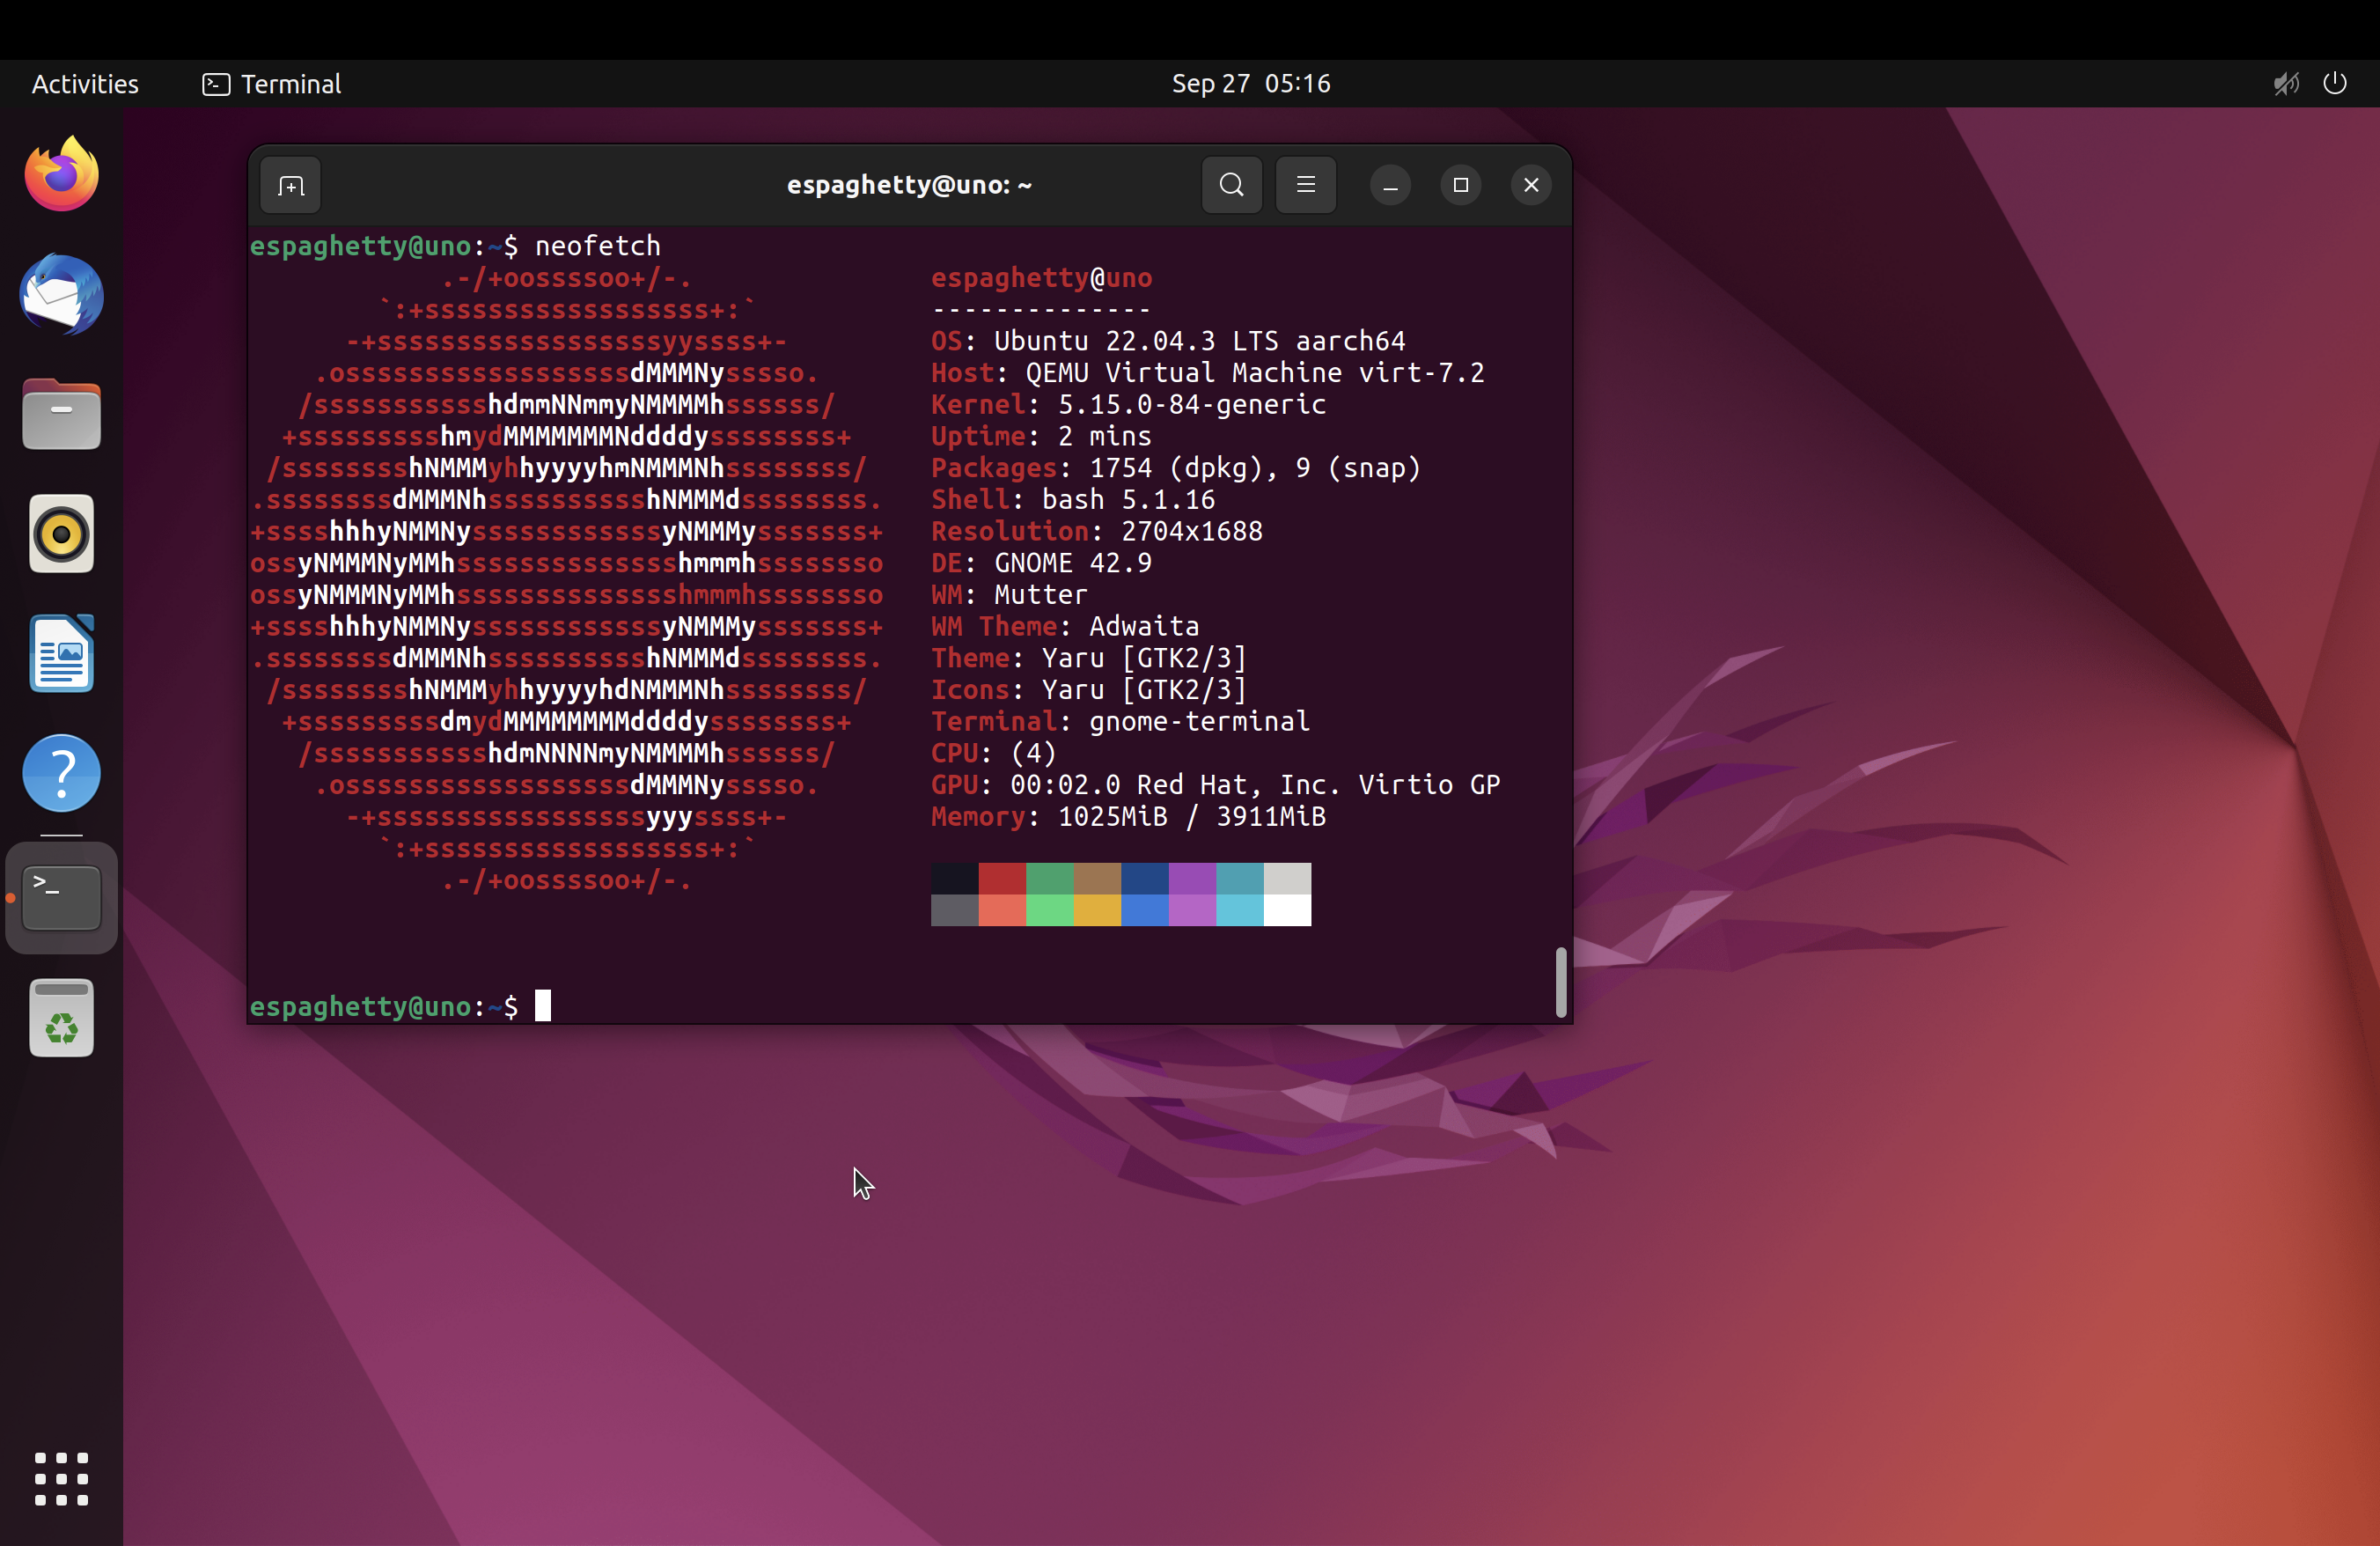 Activities Terminal Sep 27 05:16
espaghetty@uno: ~
espaghetty@uno:~$ neofetch
.-/+oossssoo+/-. espaghetty@uno
`:+ssssssssssssssssss+:` --------------
-+ssssssssssssssssssyyssss+- OS: Ubuntu 22.04.3 LTS aarch64
.ossssssssssssssssssdMMMNysssso. Host: QEMU Virtual Machine virt-7.2
/ssssssssssshdmmNNmmyNMMMMhssssss/ Kernel: 5.15.0-84-generic
+ssssssssshmydMMMMMMMNddddyssssssss+ Uptime: 2 mins
/sssssssshNMMMyhhyyyyhmNMMMNhssssssss/ Packages: 1754 (dpkg), 9 (snap)
.ssssssssdMMMNhsssssssssshNMMMdssssssss. Shell: bash 5.1.16
+sssshhhyNMMNyssssssssssssyNMMMysssssss+ Resolution: 2704x1688
ossyNMMMNyMMhsssssssssssssshmmmhssssssso DE: GNOME 42.9
ossyNMMMNyMMhsssssssssssssshmmmhssssssso WM: Mutter
+sssshhhyNMMNyssssssssssssyNMMMysssssss+ WM Theme: Adwaita
.ssssssssdMMMNhsssssssssshNMMMdssssssss. Theme: Yaru [GTK2/3]
/sssssssshNMMMyhhyyyyhdNMMMNhssssssss/ Icons: Yaru [GTK2/3]
+sssssssssdmydMMMMMMMMddddyssssssss+ Terminal: gnome-terminal
/ssssssssssshdmNNNNmyNMMMMhssssss/ CPU: (4)
.ossssssssssssssssssdMMMNysssso. GPU: 00:02.0 Red Hat, Inc. Virtio GP
-+sssssssssssssssssyyyssss+- Memory: 1025MiB / 3911MiB
`:+ssssssssssssssssss+:`
.-/+oossssoo+/-.
espaghetty@uno:~$